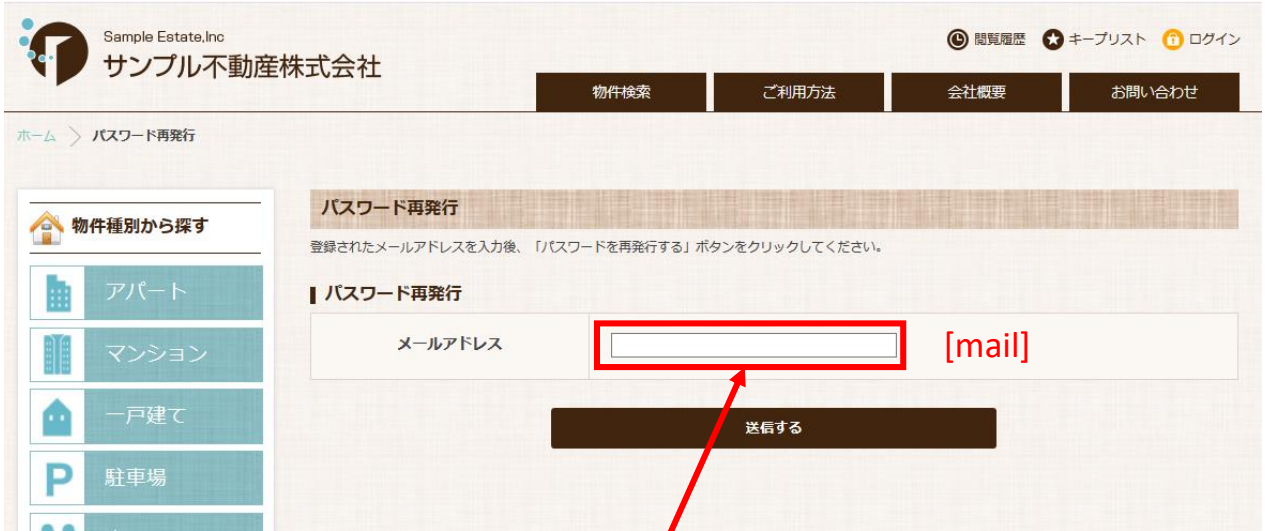 Sample Estate,Inc
サンプル不動産株式会社
閲覧履歴 キープリスト ログイン
物件検索 ご利用方法 会社概要 お問い合わせ
ホーム > パスワード再発行
物件種別から探す
アパート
マンション
一戸建て
P 駐車場
パスワード再発行
登録されたメールアドレスを入力後、「パスワードを再発行する」ボタンをクリックしてください。
パスワード再発行
メールアドレス [mail]
送信する